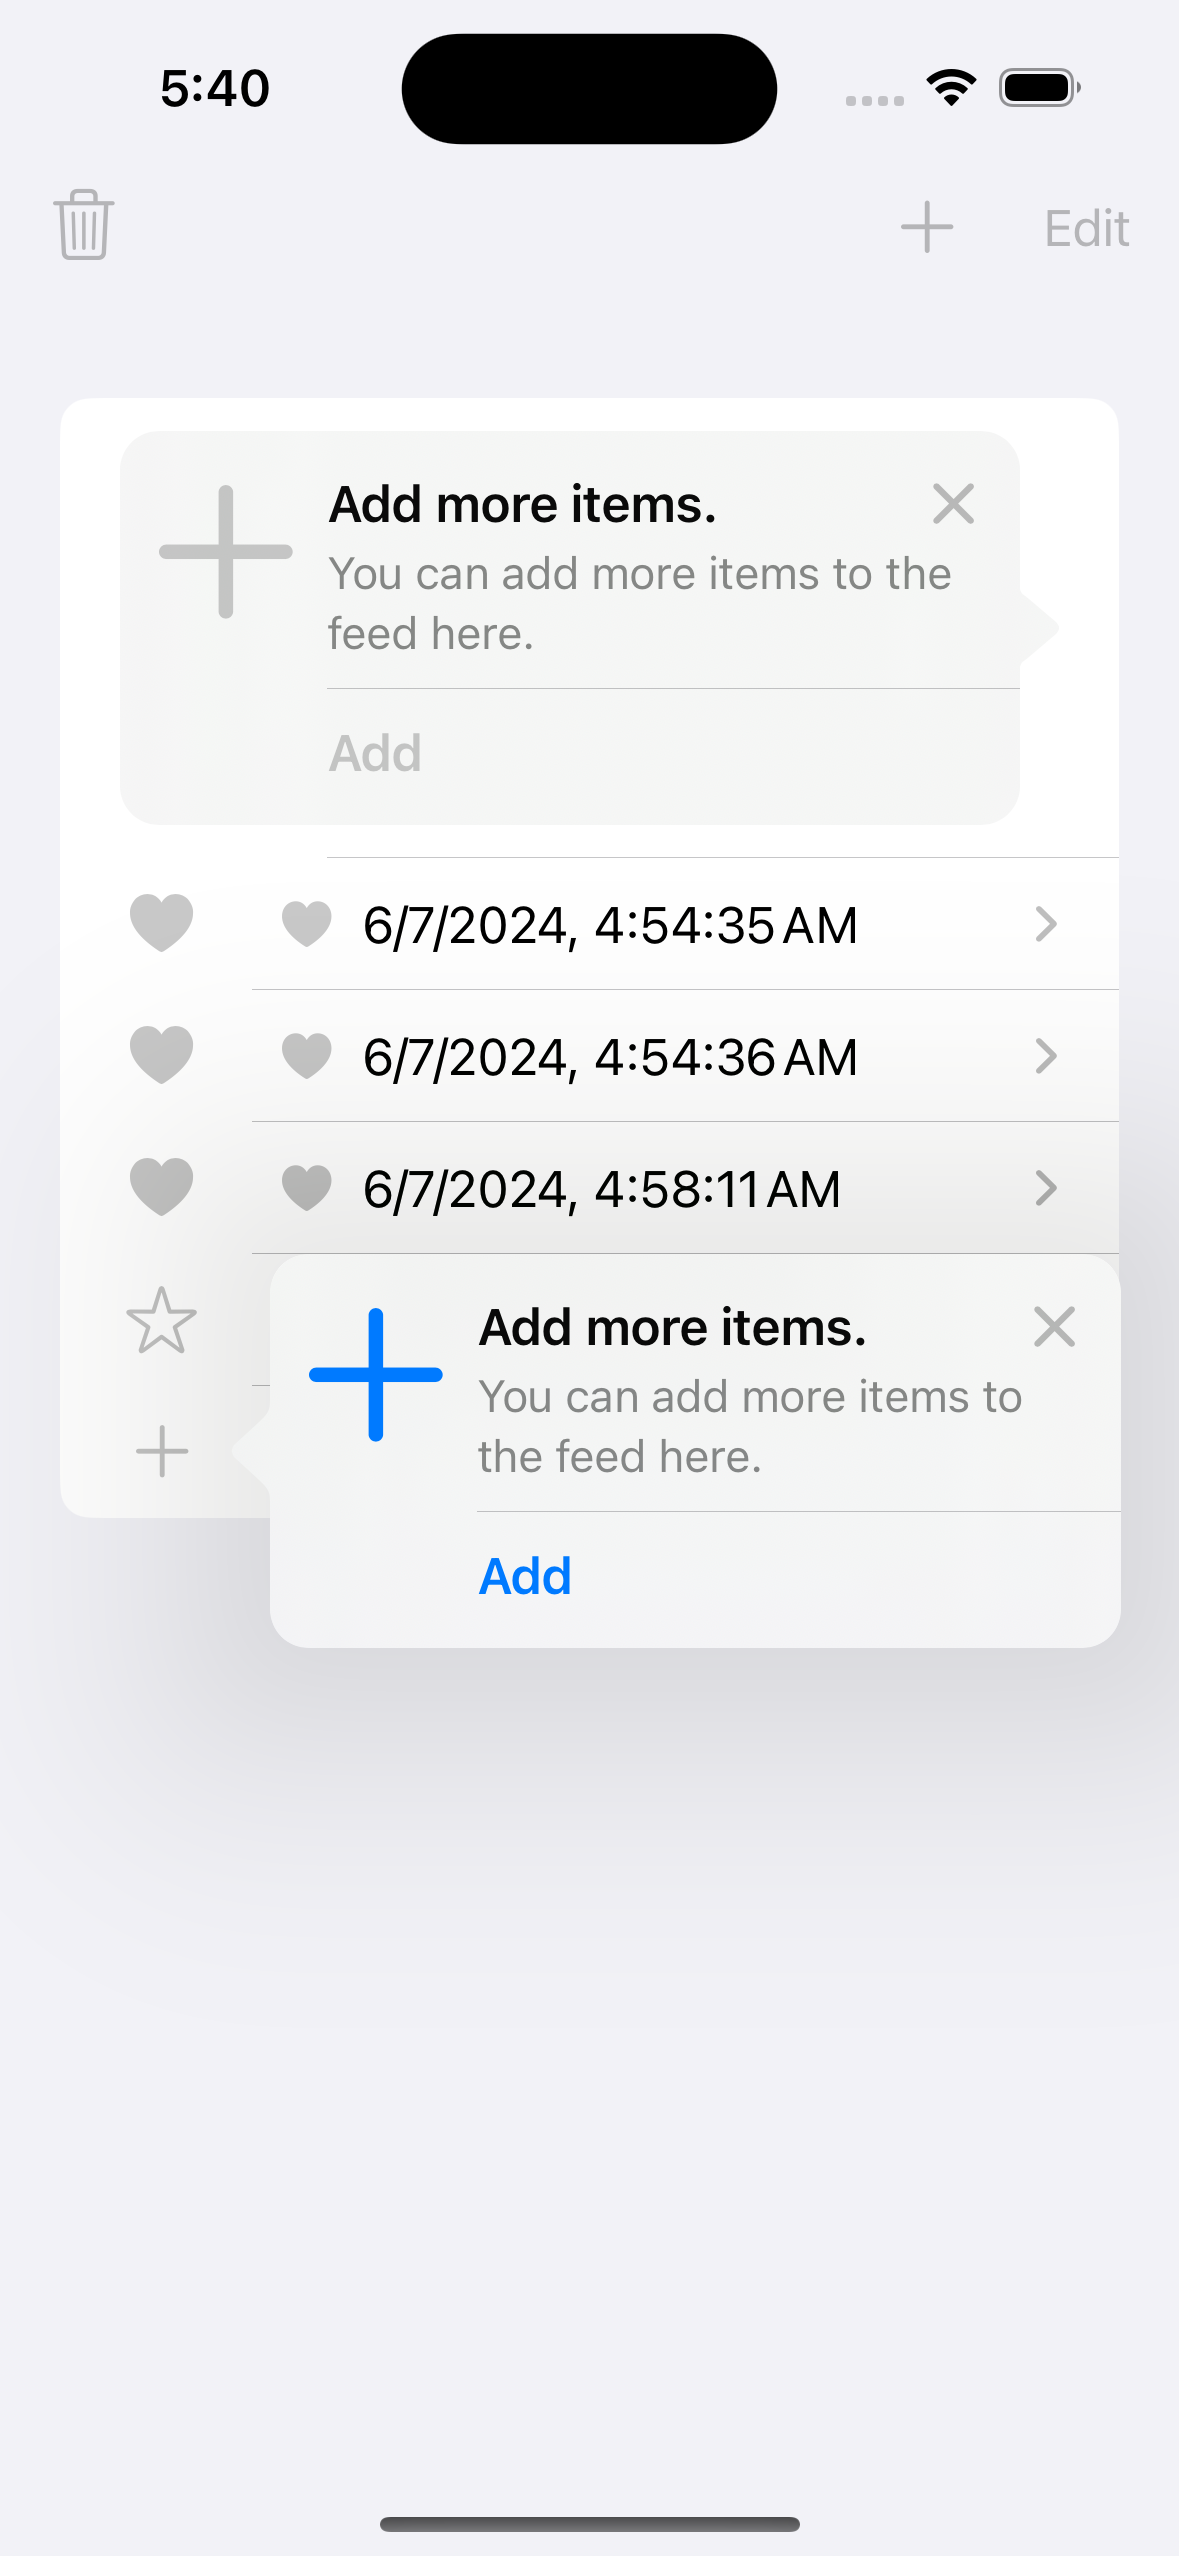 5:40
Edit
Add more items.
You can add more items to the
feed here.
Add
6/7/2024, 4:54:35 AM
6/7/2024, 4:54:36 AM
6/7/2024, 4:58:11 AM
Add more items.
You can add more items to
the feed here.
Add